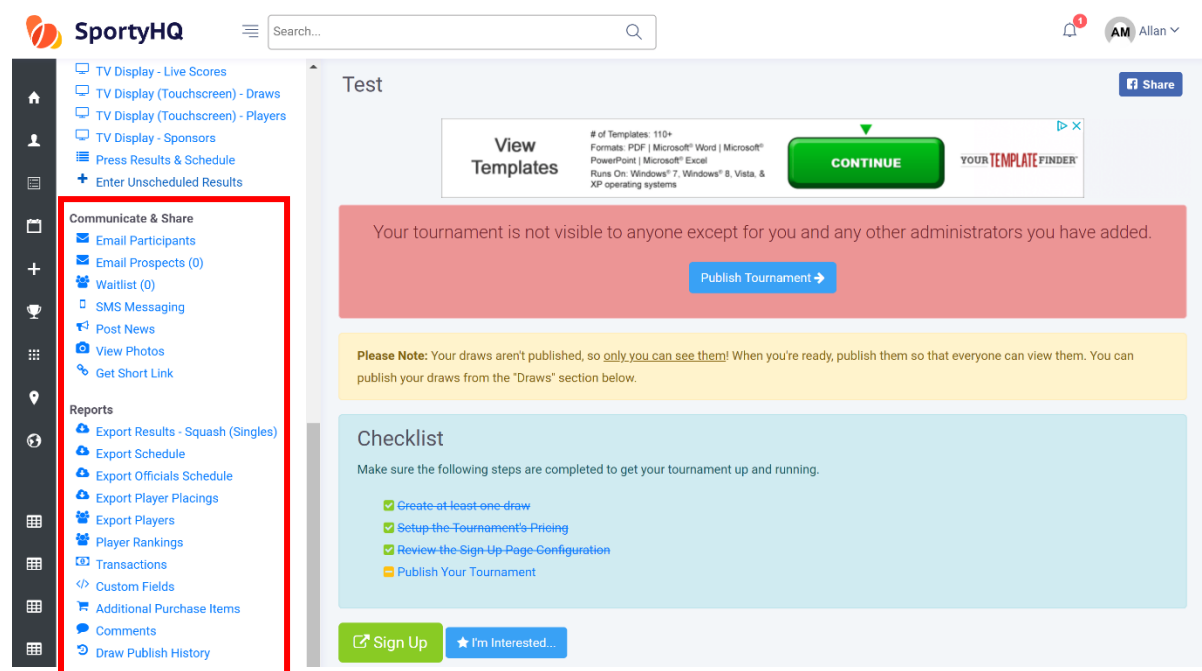 SportyHQ
Search...
1
AM Allan
TV Display - Live Scores
TV Display (Touchscreen) - Draws
TV Display (Touchscreen) - Players
TV Display - Sponsors
Press Results & Schedule
Enter Unscheduled Results
Communicate & Share
Email Participants
Email Prospects (0)
Waitlist (0)
SMS Messaging
Post News
View Photos
Get Short Link
Reports
Export Results - Squash (Singles)
Export Schedule
Export Officials Schedule
Export Player Placings
Export Players
Player Rankings
Transactions
Custom Fields
Additional Purchase Items
Comments
Draw Publish History
Test
Share
View
Templates
# of Templates: 110+
Formats: PDF | Microsoft® Word | Microsoft®
PowerPoint | Microsoft® Excel
Runs On: Windows® 7, Windows® 8, Vista, &
XP operating systems
CONTINUE
YOUR TEMPLATE FINDER
Your tournament is not visible to anyone except for you and any other administrators you have added.
Publish Tournament
Please Note: Your draws aren't published, so only you can see them! When you're ready, publish them so that everyone can view them. You can
publish your draws from the "Draws" section below.
Checklist
Make sure the following steps are completed to get your tournament up and running.
Create at least one draw
Setup the Tournament's Pricing
Review the Sign Up Page Configuration
Publish Your Tournament
Sign Up
I'm Interested...